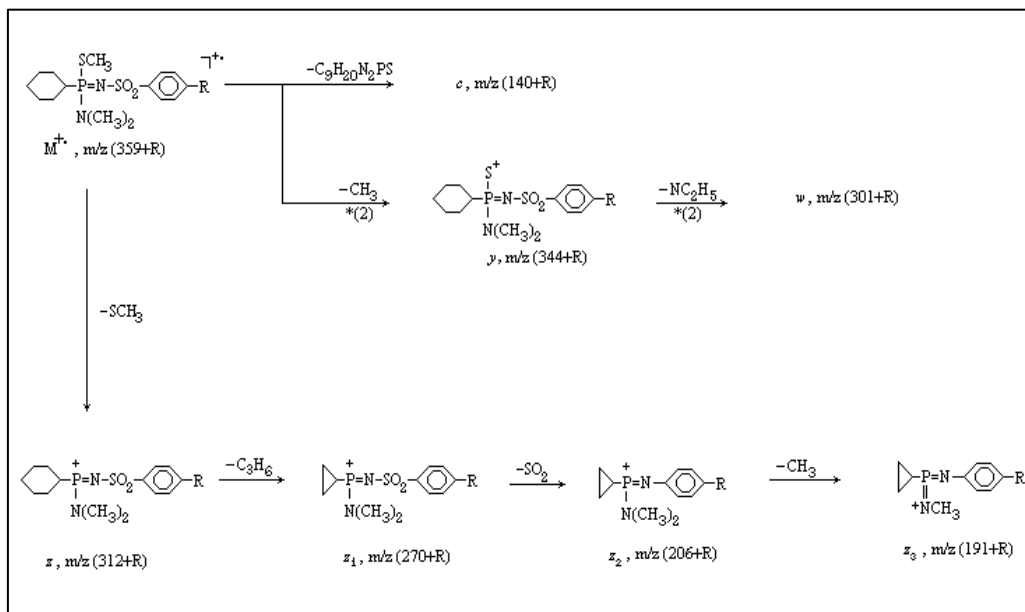 SCH₃
P=N-SO₂ R
N(CH₃)₂
⌝⁺·
M⁺· , m/z (359+R)
−C₉H₂₀N₂PS
c , m/z (140+R)
−CH₃
*(2)
S⁺
P=N-SO₂ R
N(CH₃)₂
y , m/z (344+R)
−NC₂H₅
*(2)
w , m/z (301+R)
−SCH₃
+
P=N-SO₂ R
N(CH₃)₂
z , m/z (312+R)
−C₃H₆
+
P=N-SO₂ R
N(CH₃)₂
z₁ , m/z (270+R)
−SO₂
+
P=N R
N(CH₃)₂
z₂ , m/z (206+R)
−CH₃
P=N R
⁺NCH₃
z₃ , m/z (191+R)